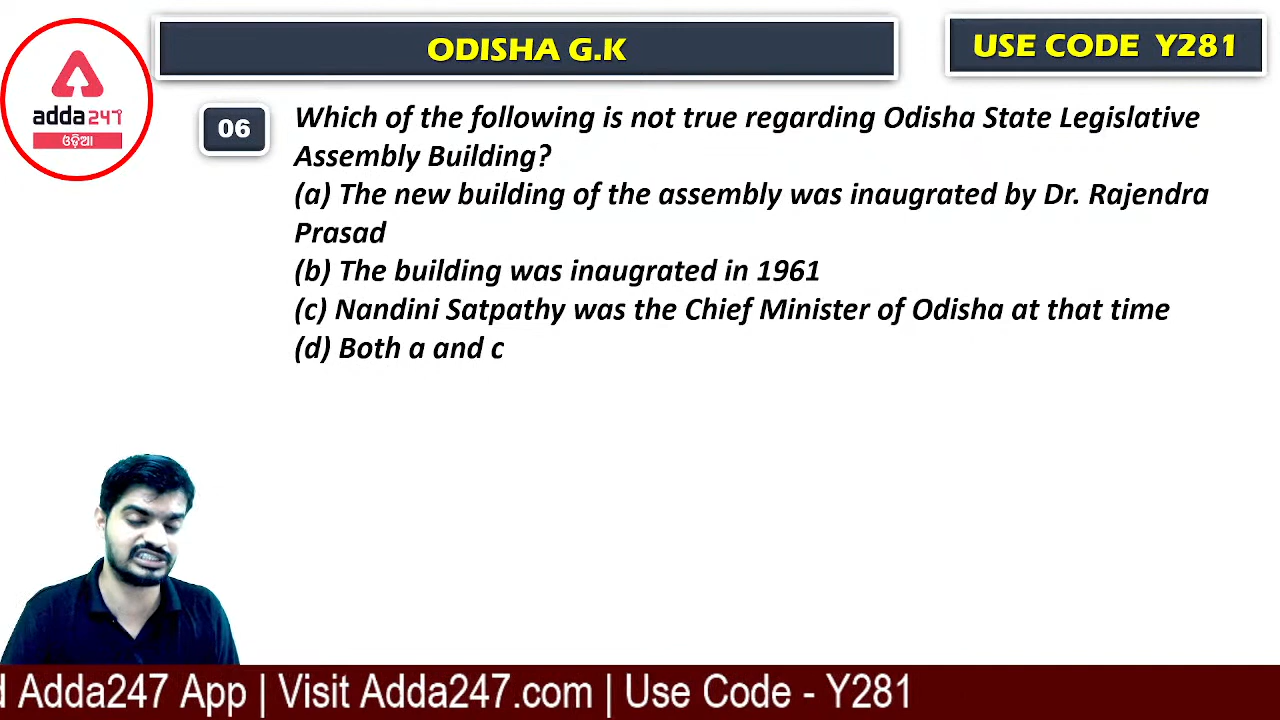 ODISHA G.K
USE CODE Y281
adda247
ଓଡ଼ିଆ
06
Which of the following is not true regarding Odisha State Legislative
Assembly Building?
(a) The new building of the assembly was inaugrated by Dr. Rajendra
Prasad
(b) The building was inaugrated in 1961
(c) Nandini Satpathy was the Chief Minister of Odisha at that time
(d) Both a and c
Adda247 App | Visit Adda247.com | Use Code - Y281